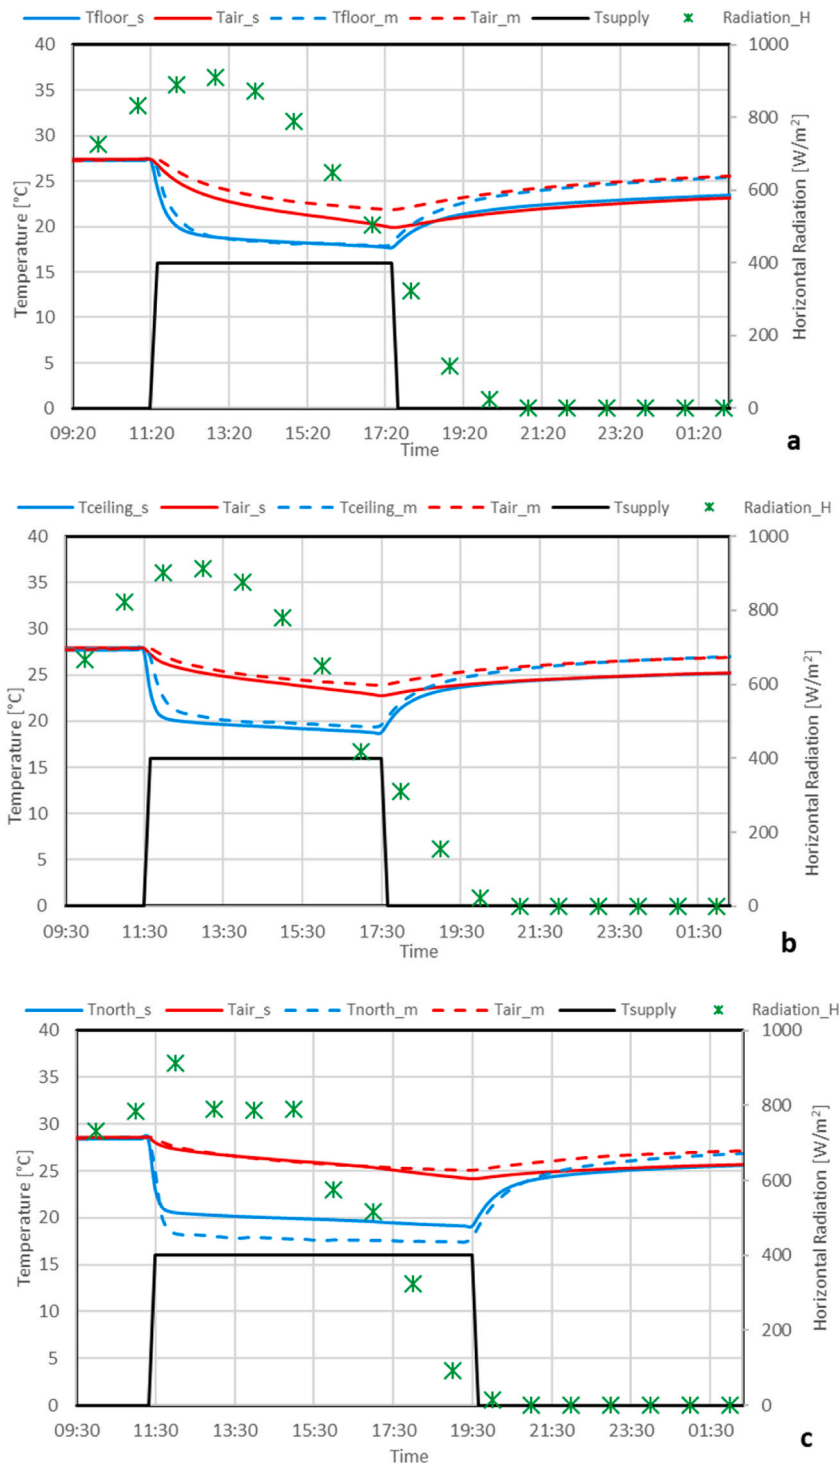 Tfloor_s Tair_s Tfloor_m Tair_m Tsupply Radiation_H
40 1000
35
800
30
25 600
20
400
15
10
200
5
0 0
Temperature [°C]
Horizontal Radiation [W/m²]
09:20 11:20 13:20 15:20 17:20 19:20 21:20 23:20 01:20
Time
a
Tceiling_s Tair_s Tceiling_m Tair_m Tsupply Radiation_H
40 1000
35
800
30
25 600
20
400
15
10
200
5
0 0
Temperature [°C]
Horizontal Radiation [W/m²]
09:30 11:30 13:30 15:30 17:30 19:30 21:30 23:30 01:30
Time
b
Tnorth_s Tair_s Tnorth_m Tair_m Tsupply Radiation_H
40 1000
35
800
30
25 600
20
400
15
10
200
5
0 0
Temperature [°C]
Horizontal Radiation [W/m²]
09:30 11:30 13:30 15:30 17:30 19:30 21:30 23:30 01:30
Time
c